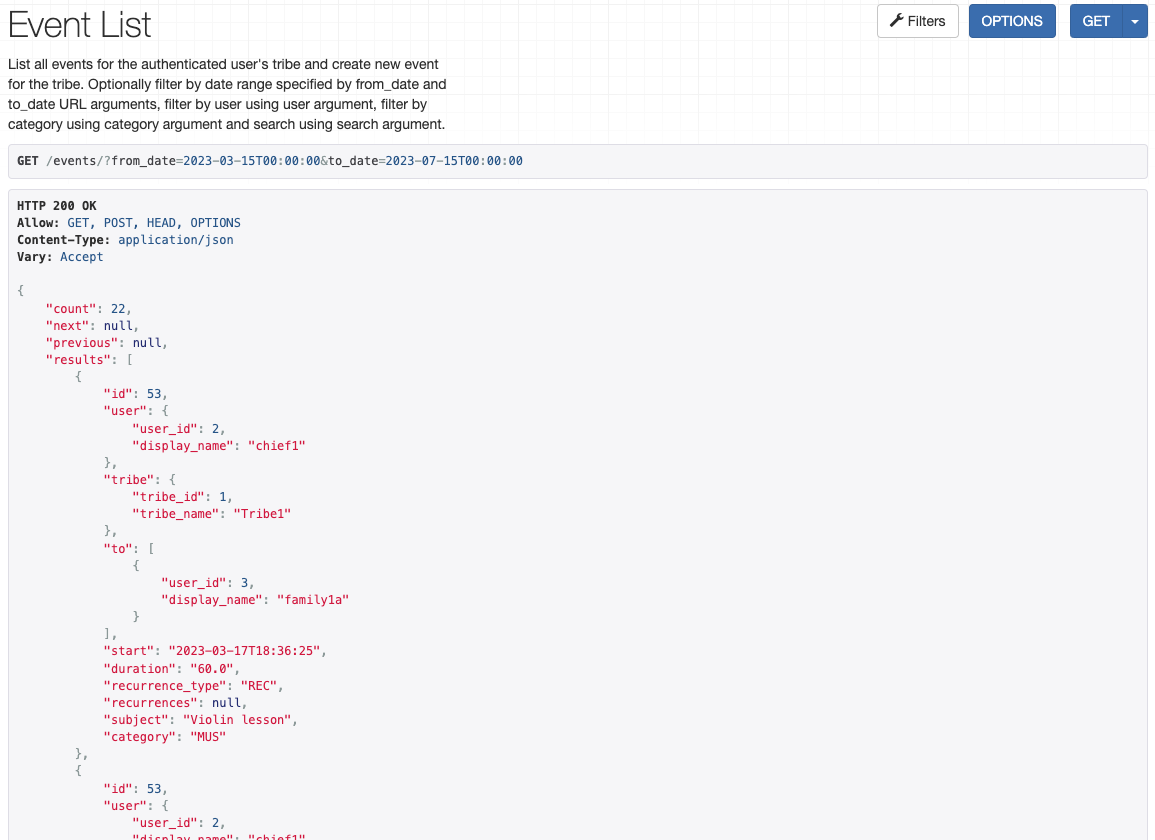 Event List
Filters
OPTIONS
GET
List all events for the authenticated user's tribe and create new event
for the tribe. Optionally filter by date range specified by from_date and
to_date URL arguments, filter by user using user argument, filter by
category using category argument and search using search argument.
GET /events/?from_date=2023-03-15T00:00:00&to_date=2023-07-15T00:00:00
HTTP 200 OK
Allow: GET, POST, HEAD, OPTIONS
Content-Type: application/json
Vary: Accept
{
    "count": 22,
    "next": null,
    "previous": null,
    "results": [
        {
            "id": 53,
            "user": {
                "user_id": 2,
                "display_name": "chief1"
            },
            "tribe": {
                "tribe_id": 1,
                "tribe_name": "Tribe1"
            },
            "to": [
                {
                    "user_id": 3,
                    "display_name": "family1a"
                }
            ],
            "start": "2023-03-17T18:36:25",
            "duration": "60.0",
            "recurrence_type": "REC",
            "recurrences": null,
            "subject": "Violin lesson",
            "category": "MUS"
        },
        {
            "id": 53,
            "user": {
                "user_id": 2,
                "display_name": "chief1"